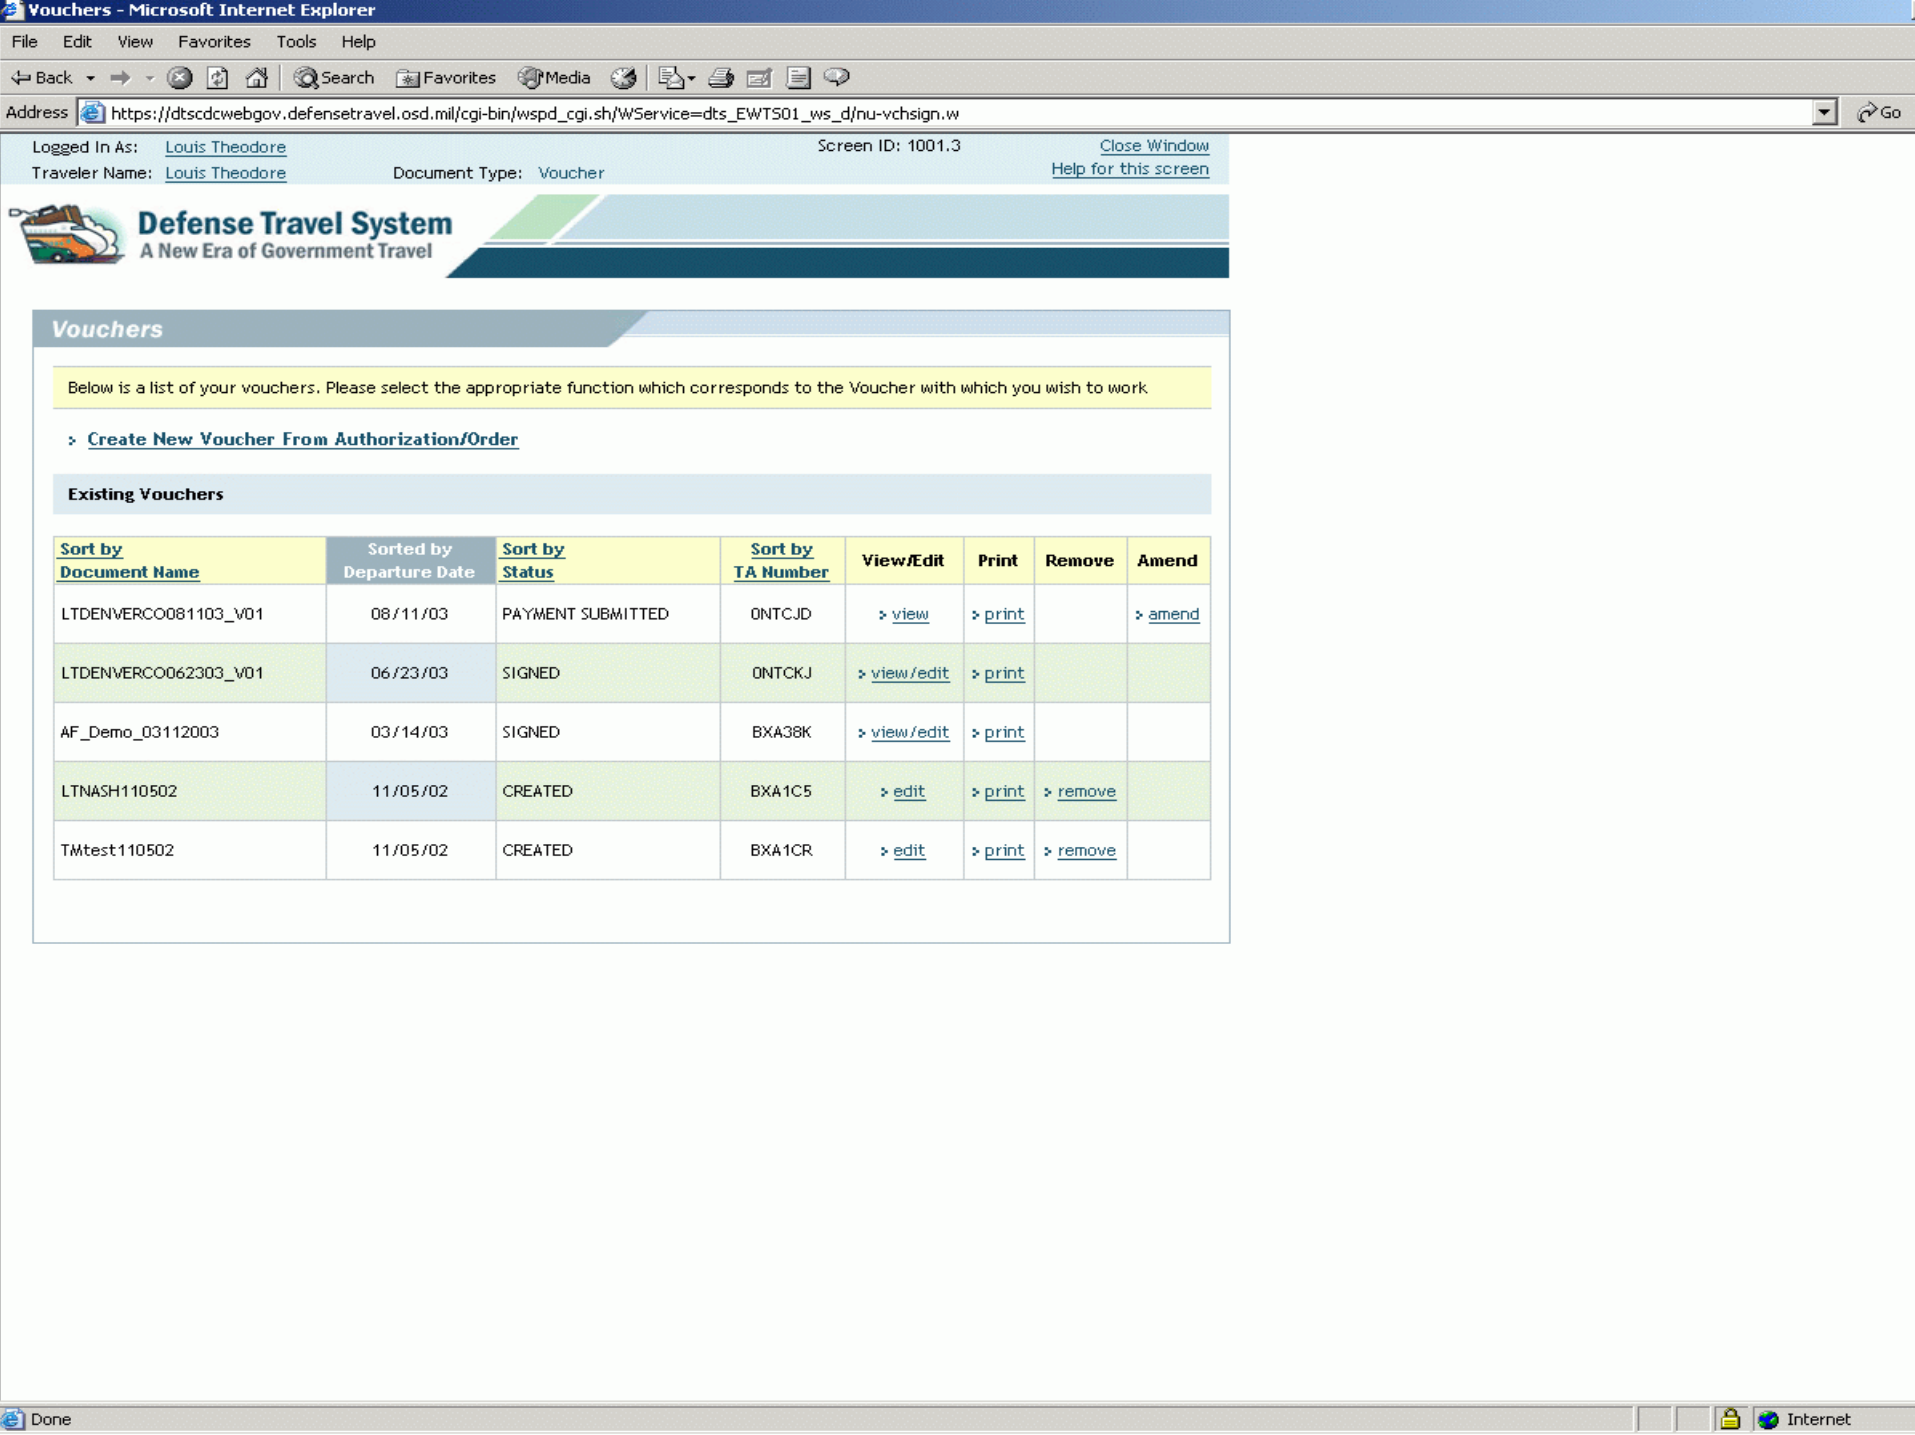 Vouchers - Microsoft Internet Explorer
File Edit View Favorites Tools Help
Back Search Favorites Media
Address https://dtscdcwebgov.defensetravel.osd.mil/cgi-bin/wspd_cgi.sh/WService=dts_EWTS01_ws_d/nu-vchsign.w Go
Logged In As: Louis Theodore Screen ID: 1001.3 Close Window
Traveler Name: Louis Theodore Document Type: Voucher Help for this screen
Defense Travel System
A New Era of Government Travel
Vouchers
Below is a list of your vouchers. Please select the appropriate function which corresponds to the Voucher with which you wish to work
Create New Voucher From Authorization/Order
Existing Vouchers
Sort by Document Name Sorted by Departure Date Sort by Status Sort by TA Number View/Edit Print Remove Amend
LTDENVERCO081103_V01 08/11/03 PAYMENT SUBMITTED 0NTCJD view print amend
LTDENVERCO062303_V01 06/23/03 SIGNED 0NTCKJ view/edit print
AF_Demo_03112003 03/14/03 SIGNED BXA38K view/edit print
LTNASH110502 11/05/02 CREATED BXA1C5 edit print remove
TMtest110502 11/05/02 CREATED BXA1CR edit print remove
Done Internet